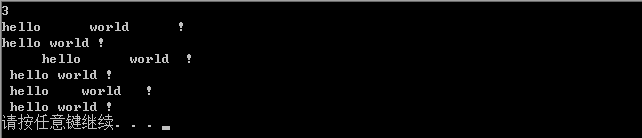 3
hello      world      !
hello world !
     hello      world  !
 hello world !
 hello    world   !
 hello world !
请按任意键继续. . .